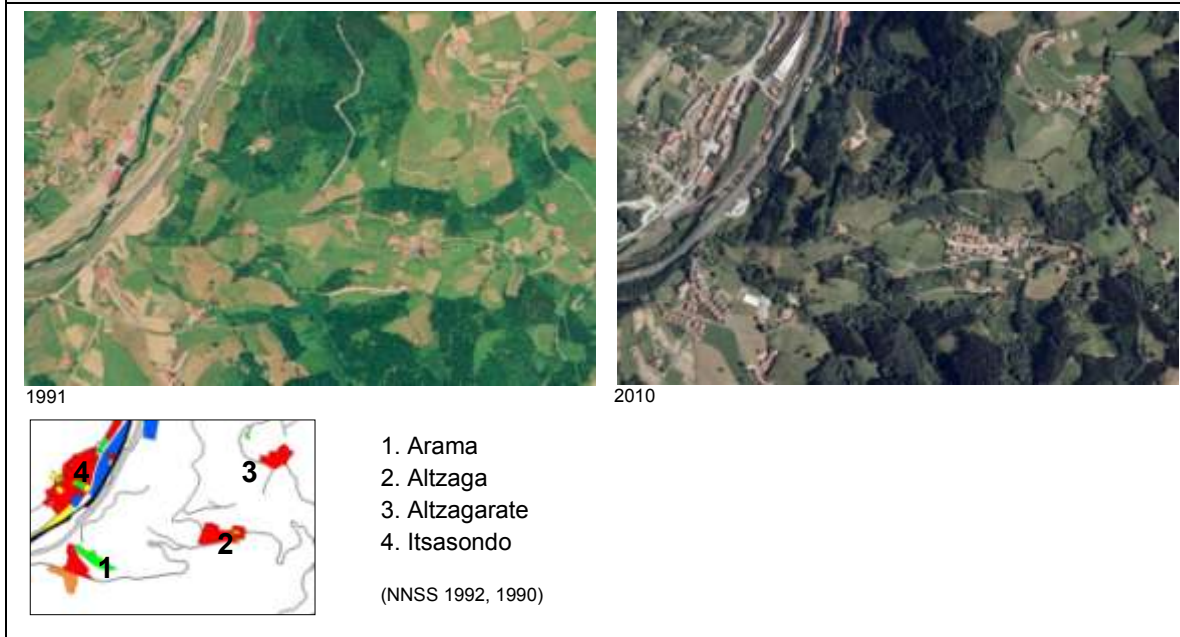 1991
2010
4
3
2
1
1. Arama
2. Altzaga
3. Altzagarate
4. Itsasondo
(NNSS 1992, 1990)